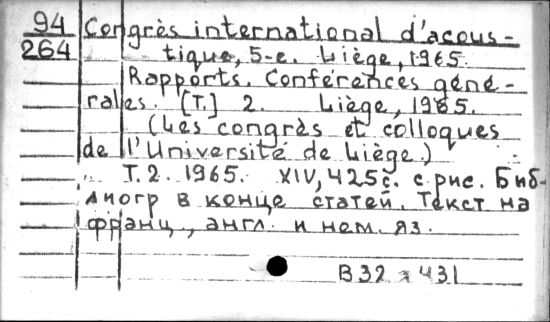 94
264
Congrès international d'acous-
tique, 5-e. Liège, 1965.
Rapports. Conférences géné-
rales. [T.] 2. Liège, 1965.
(Les congrès et colloques
de l'Université de Liège.)
Т.2. 1965. XIV, 425 с. с рис. Биб-
лиогр в конце статей. Текст на
франц., англ. и нем. яз.
В 32 431